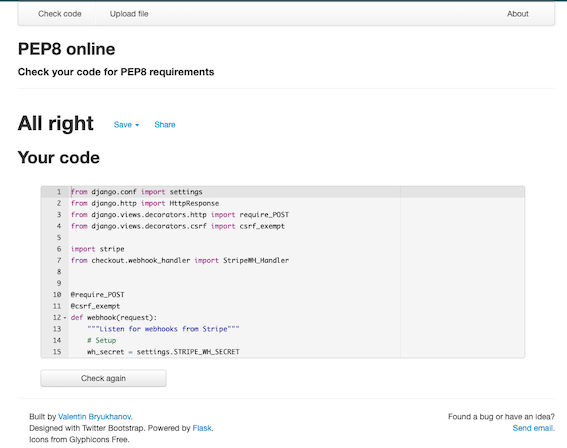 Check code Upload file About
PEP8 online
Check your code for PEP8 requirements
All right Save Share
Your code
1 from django.conf import settings
2 from django.http import HttpResponse
3 from django.views.decorators.http import require_POST
4 from django.views.decorators.csrf import csrf_exempt
5
6 import stripe
7 from checkout.webhook_handler import StripeWH_Handler
8
9
10 @require_POST
11 @csrf_exempt
12 def webhook(request):
13 """Listen for webhooks from Stripe"""
14 # Setup
15 wh_secret = settings.STRIPE_WH_SECRET
Check again
Built by Valentin Bryukhanov. Found a bug or have an idea?
Designed with Twitter Bootstrap. Powered by Flask. Send email.
Icons from Glyphicons Free.